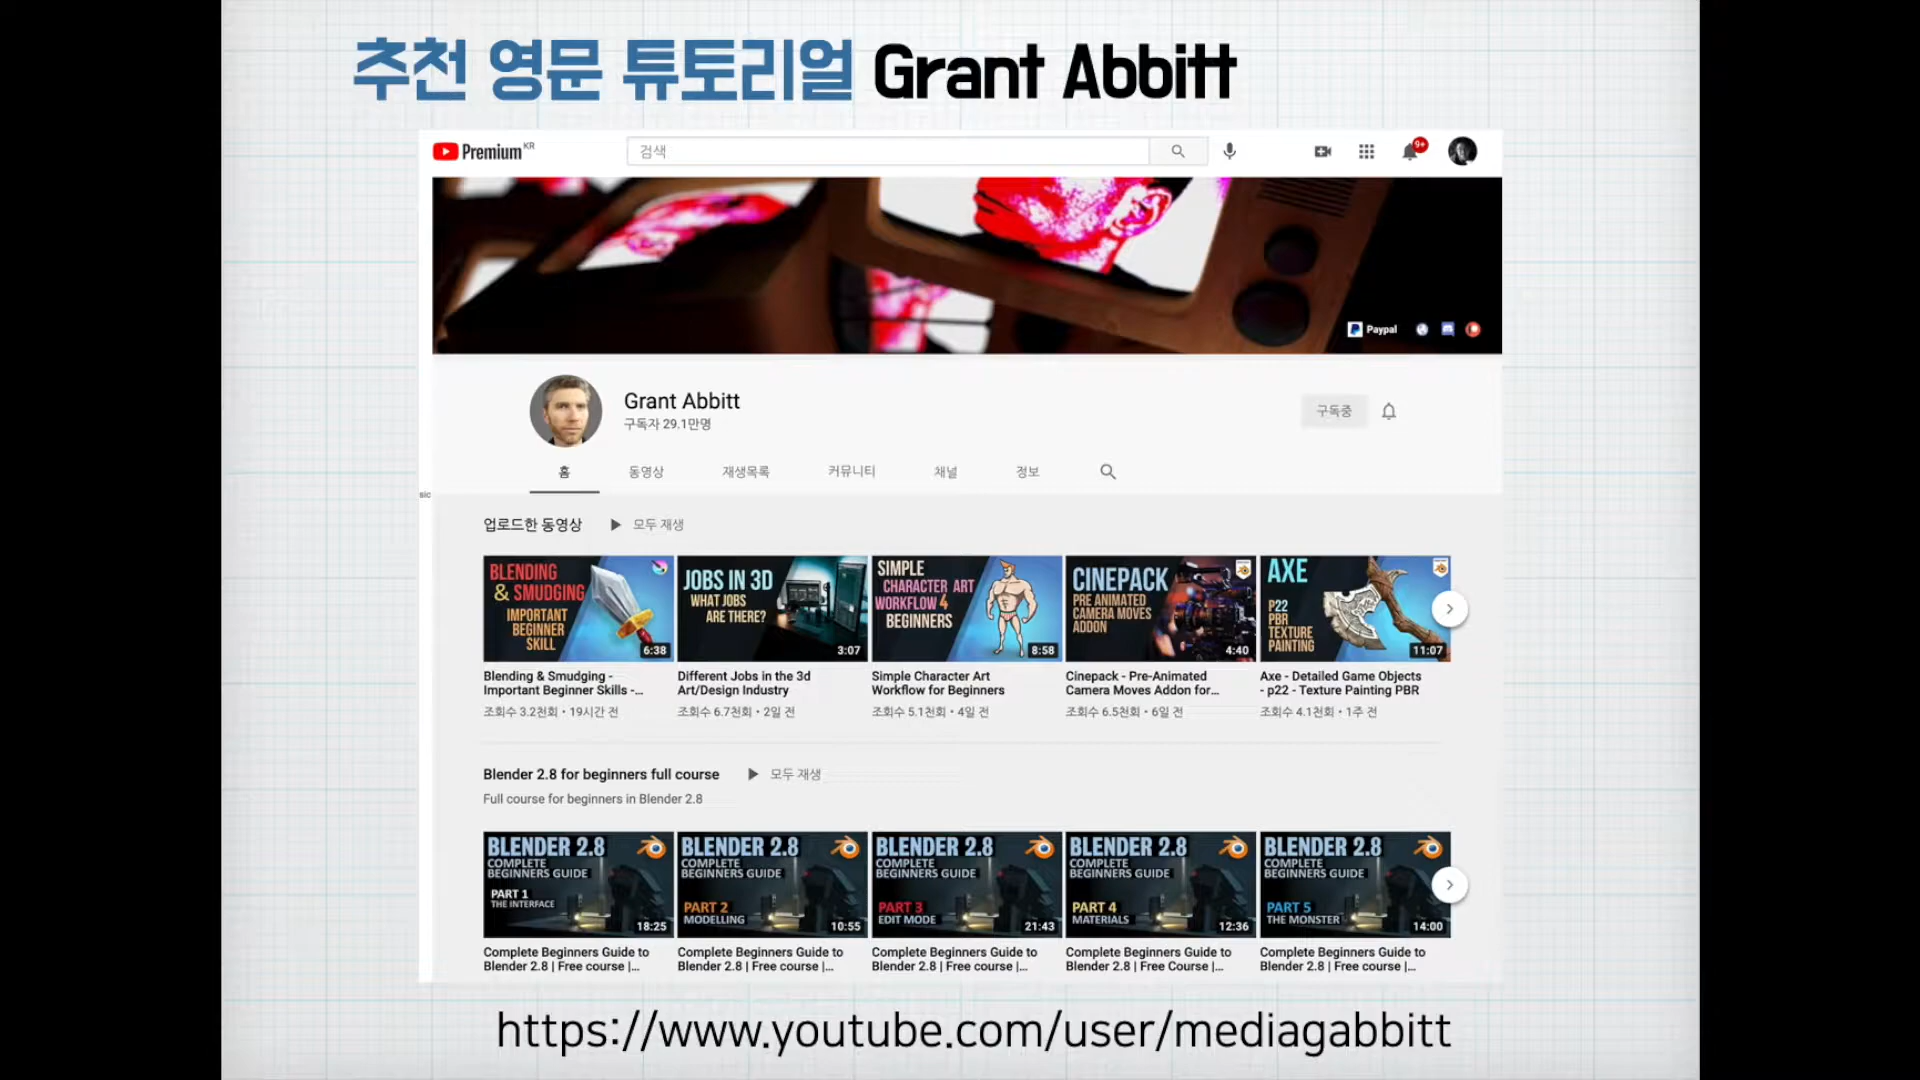 추천 영문 튜토리얼 Grant Abbitt
Premium KR
검색
9+
Paypal
Grant Abbitt
구독자 29.1만명
구독중
홈 동영상 재생목록 커뮤니티 채널 정보
sic
업로드한 동영상 모두 재생
BLENDING
& SMUDGING
IMPORTANT
BEGINNER
SKILL
6:38
JOBS IN 3D
WHAT JOBS
ARE THERE?
3:07
SIMPLE
CHARACTER ART
WORKFLOW 4
BEGINNERS
8:58
CINEPACK
PRE ANIMATED
CAMERA MOVES
ADDON
4:40
AXE
P22
PBR
TEXTURE
PAINTING
11:07
Blending & Smudging -
Important Beginner Skills -...
조회수 3.2천회 • 19시간 전
Different Jobs in the 3d
Art/Design Industry
조회수 6.7천회 • 2일 전
Simple Character Art
Workflow for Beginners
조회수 5.1천회 • 4일 전
Cinepack - Pre-Animated
Camera Moves Addon for...
조회수 6.5천회 • 6일 전
Axe - Detailed Game Objects
- p22 - Texture Painting PBR
조회수 4.1천회 • 1주 전
Blender 2.8 for beginners full course 모두 재생
Full course for beginners in Blender 2.8
BLENDER 2.8
COMPLETE
BEGINNERS GUIDE
PART 1
THE INTERFACE
18:25
BLENDER 2.8
COMPLETE
BEGINNERS GUIDE
PART 2
MODELLING
10:55
BLENDER 2.8
COMPLETE
BEGINNERS GUIDE
PART 3
EDIT MODE
21:43
BLENDER 2.8
COMPLETE
BEGINNERS GUIDE
PART 4
MATERIALS
12:36
BLENDER 2.8
COMPLETE
BEGINNERS GUIDE
PART 5
THE MONSTER
14:00
Complete Beginners Guide to
Blender 2.8 | Free course |...
Complete Beginners Guide to
Blender 2.8 | Free course |...
Complete Beginners Guide to
Blender 2.8 | Free course |...
Complete Beginners Guide to
Blender 2.8 | Free Course |...
Complete Beginners Guide to
Blender 2.8 | Free course |...
https://www.youtube.com/user/mediagabbitt